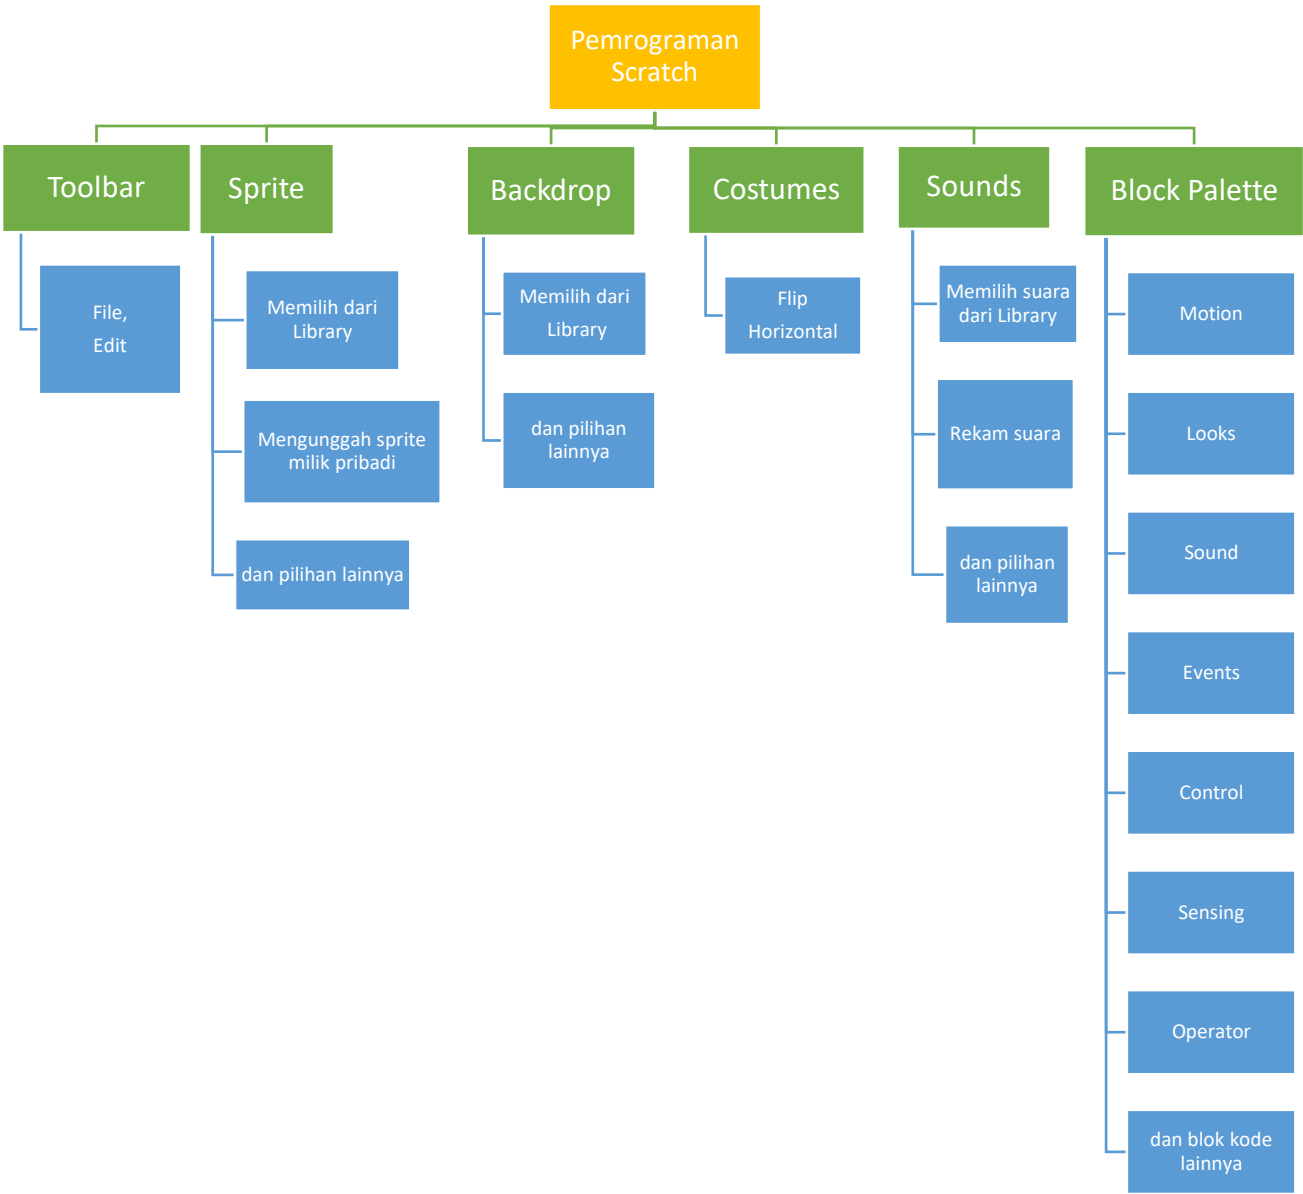 Pemrograman
Scratch
Toolbar
File,
Edit
Sprite
Memilih dari
Library
Mengunggah sprite
milik pribadi
dan pilihan lainnya
Backdrop
Memilih dari
Library
dan pilihan
lainnya
Costumes
Flip
Horizontal
Sounds
Memilih suara
dari Library
Rekam suara
dan pilihan
lainnya
Block Palette
Motion
Looks
Sound
Events
Control
Sensing
Operator
dan blok kode
lainnya